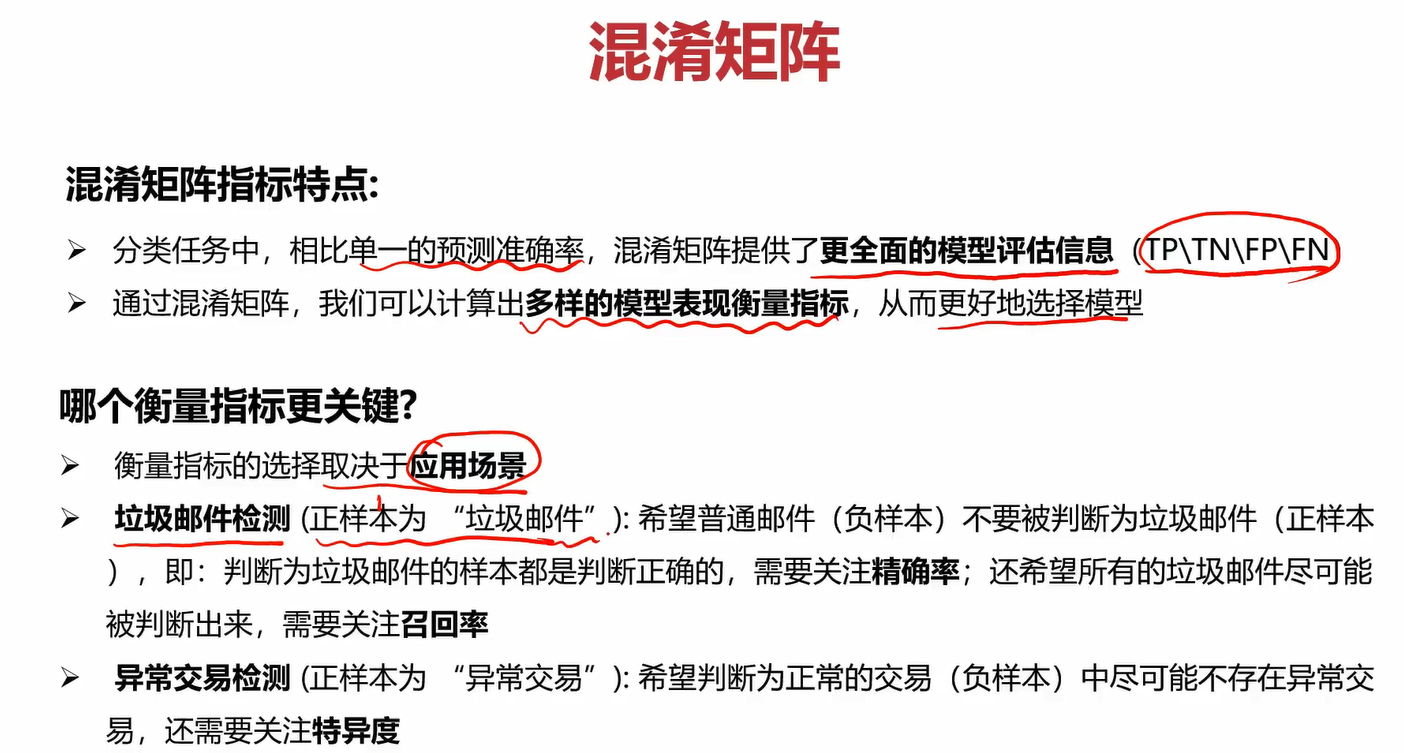 混淆矩阵
混淆矩阵指标特点:
➢ 分类任务中，相比单一的预测准确率，混淆矩阵提供了更全面的模型评估信息（TP\TN\FP\FN
➢ 通过混淆矩阵，我们可以计算出多样的模型表现衡量指标，从而更好地选择模型
哪个衡量指标更关键?
➢ 衡量指标的选择取决于应用场景
➢ 垃圾邮件检测 (正样本为 “垃圾邮件” ): 希望普通邮件（负样本）不要被判断为垃圾邮件（正样本
），即：判断为垃圾邮件的样本都是判断正确的，需要关注精确率；还希望所有的垃圾邮件尽可能
被判断出来，需要关注召回率
➢ 异常交易检测 (正样本为 “异常交易” ): 希望判断为正常的交易（负样本）中尽可能不存在异常交
易，还需要关注特异度